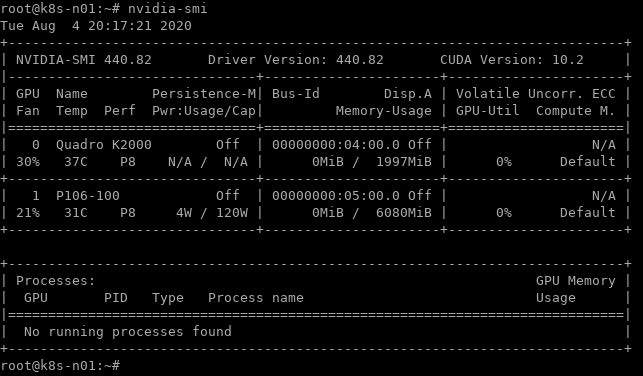 root@k8s-n01:~# nvidia-smi
Tue Aug  4 20:17:21 2020
+-----------------------------------------------------------------------------+
| NVIDIA-SMI 440.82       Driver Version: 440.82       CUDA Version: 10.2     |
|-------------------------------+----------------------+----------------------+
| GPU  Name        Persistence-M| Bus-Id        Disp.A | Volatile Uncorr. ECC |
| Fan  Temp  Perf  Pwr:Usage/Cap|         Memory-Usage | GPU-Util  Compute M. |
|===============================+======================+======================|
|   0  Quadro K2000        Off  | 00000000:04:00.0 Off |                  N/A |
| 30%   37C    P8    N/A /  N/A |      0MiB /  1997MiB |      0%      Default |
+-------------------------------+----------------------+----------------------+
|   1  P106-100            Off  | 00000000:05:00.0 Off |                  N/A |
| 21%   31C    P8     4W / 120W |      0MiB /  6080MiB |      0%      Default |
+-------------------------------+----------------------+----------------------+

+-----------------------------------------------------------------------------+
| Processes:                                                       GPU Memory |
|  GPU       PID   Type   Process name                             Usage      |
|=============================================================================|
|  No running processes found                                                 |
+-----------------------------------------------------------------------------+
root@k8s-n01:~#